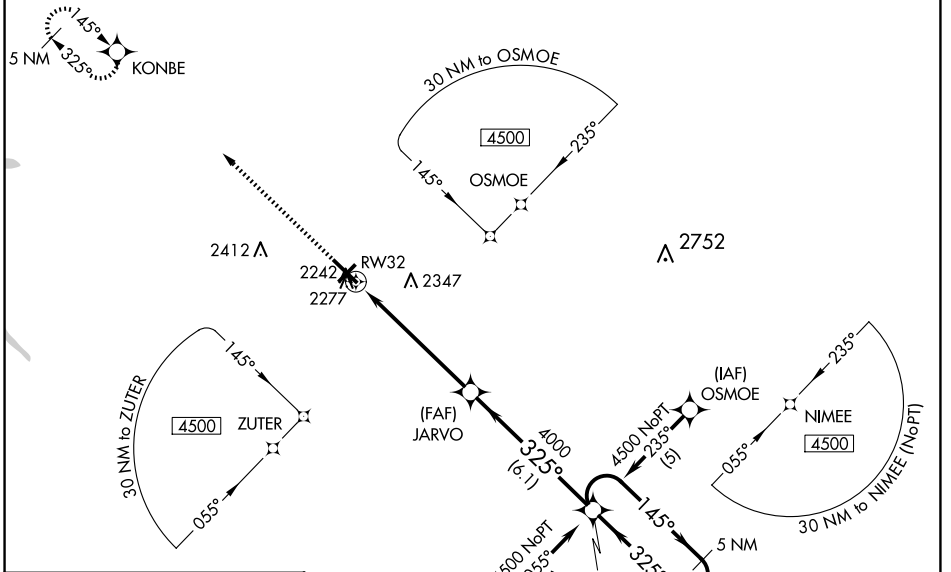 145°
5 NM
325°
KONBE
30 NM to OSMOE
4500
145°
235°
OSMOE
2412
2242
2277
RW32
2347
2752
30 NM to ZUTER
145°
4500
ZUTER
055°
(FAF)
JARVO
4000
325°
(6.1)
4500 NoPT
235°
(5)
(IAF)
OSMOE
235°
NIMEE
4500
055°
30 NM to NIMEE (NoPT)
145°
5 NM
325°
NoPT
055°